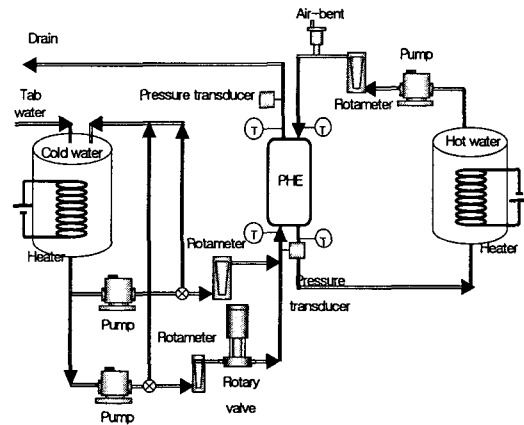 Air-bent
Drain
Pump
Tab
water
Pressure transducer
Rotameter
T
T
Cold water
Hot water
PHE
Heater
Rotameter
T
T
Heater
Pressure
transducer
Pump
Rotameter
Pump
Rotary
valve